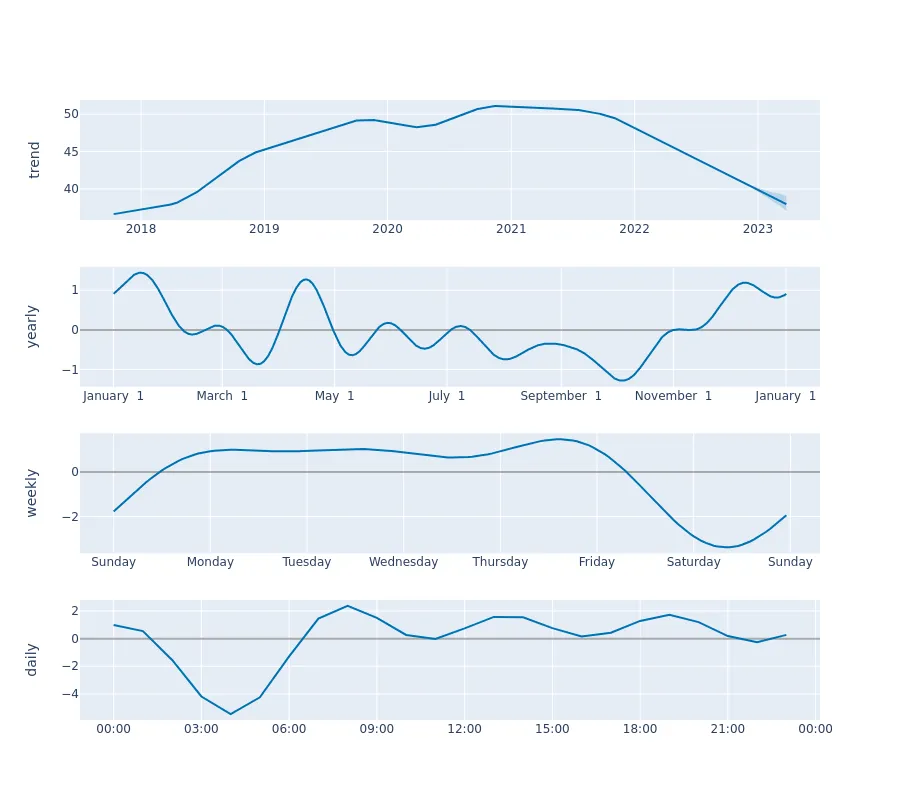 trend
50
45
40
2018 2019 2020 2021 2022 2023
yearly
1
0
−1
January 1 March 1 May 1 July 1 September 1 November 1 January 1
weekly
0
−2
Sunday Monday Tuesday Wednesday Thursday Friday Saturday Sunday
daily
2
0
−2
−4
00:00 03:00 06:00 09:00 12:00 15:00 18:00 21:00 00:00